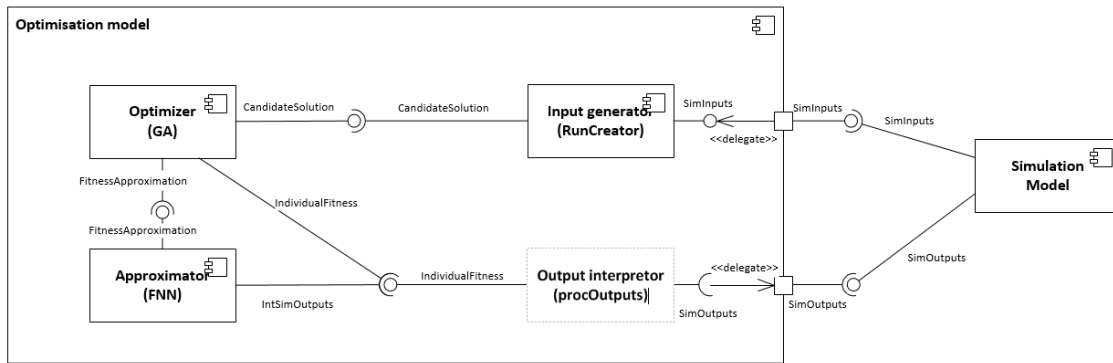 Optimisation model
Optimizer
(GA)
CandidateSolution
CandidateSolution
Input generator
(RunCreator)
SimInputs
<<delegate>>
SimInputs
SimInputs
Simulation
Model
FitnessApproximation
FitnessApproximation
IndividualFitness
Approximator
(FNN)
IntSimOutputs
IndividualFitness
Output interpretor
(procOutputs)
<<delegate>>
SimOutputs
SimOutputs
SimOutputs